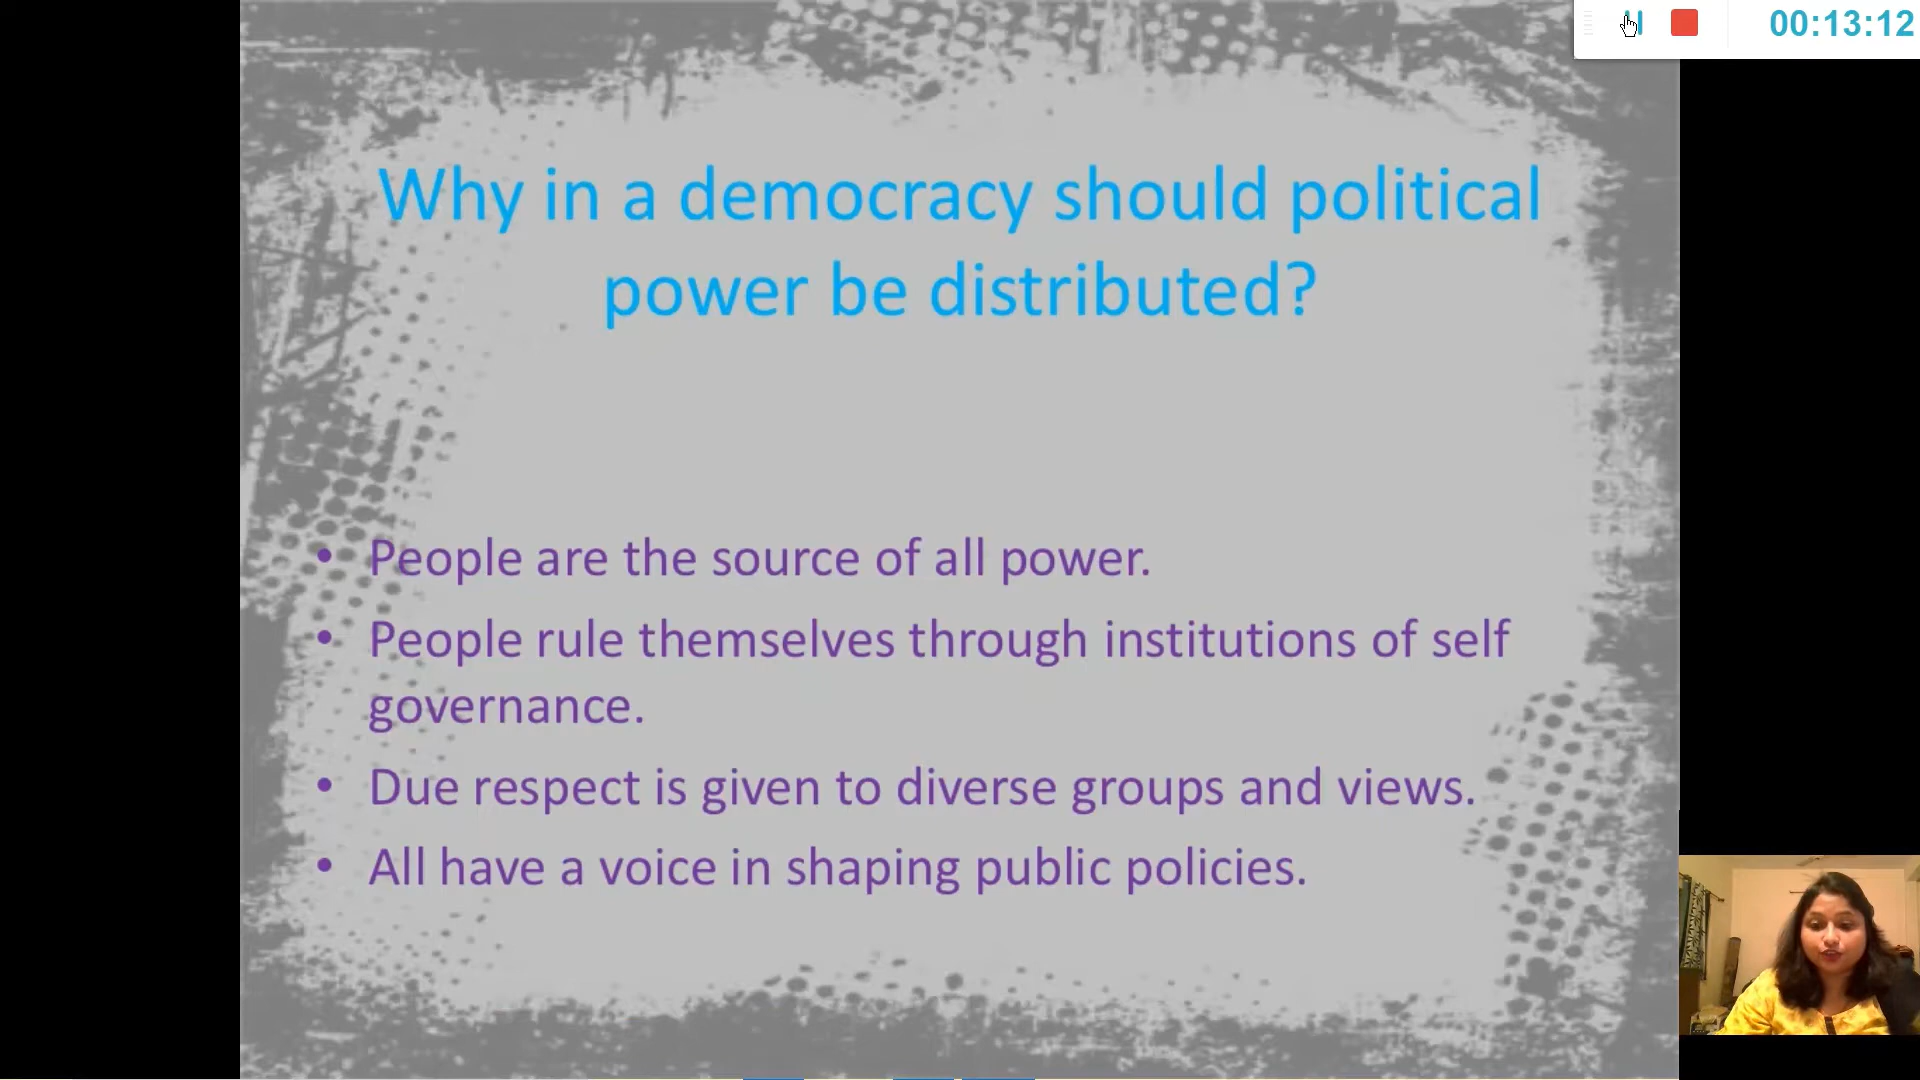 00:13:12
Why in a democracy should political
power be distributed?
• People are the source of all power.
• People rule themselves through institutions of self
governance.
• Due respect is given to diverse groups and views.
• All have a voice in shaping public policies.